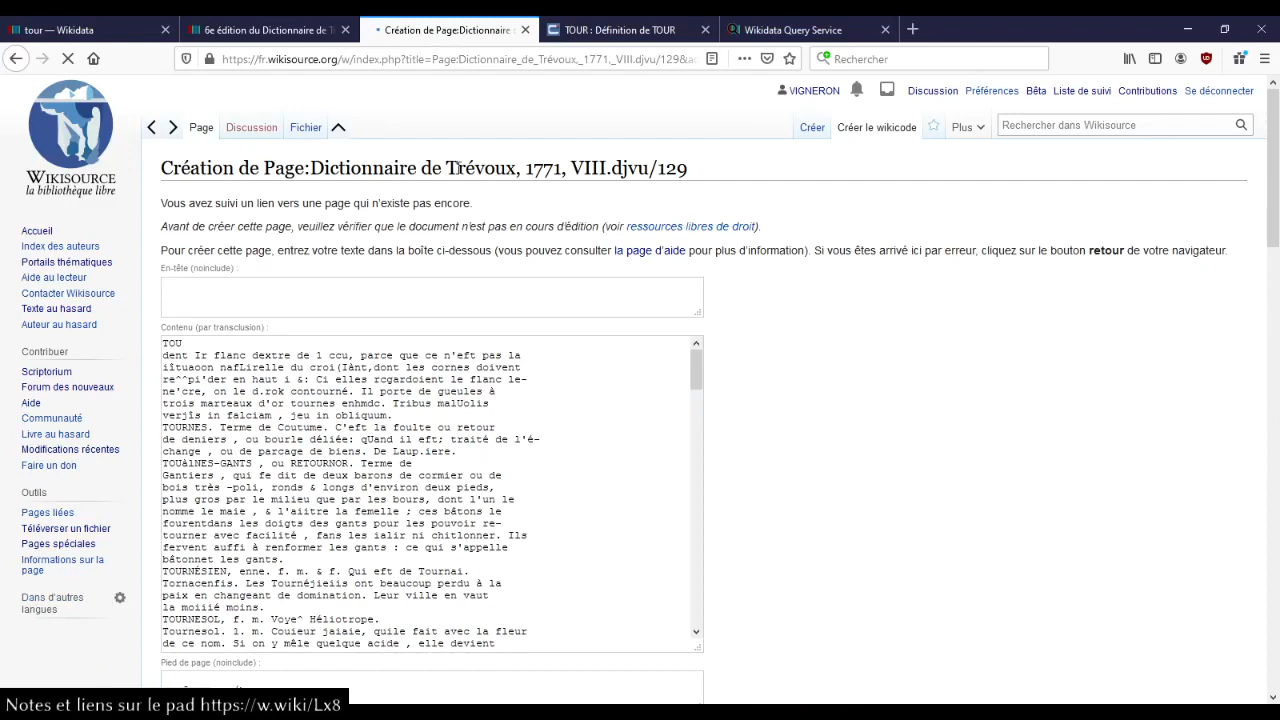 tour — Wikidata
6e édition du Dictionnaire de T
Création de Page:Dictionnaire d
TOUR : Définition de TOUR
Wikidata Query Service
https://fr.wikisource.org/w/index.php?title=Page:Dictionnaire_de_Trévoux,_1771,_VIII.djvu/129&ac
Rechercher
VIGNERON
Discussion
Préférences
Bêta
Liste de suivi
Contributions
Se déconnecter
Page
Discussion
Fichier
Créer
Créer le wikicode
Plus
Rechercher dans Wikisource
WIKISOURCE
la bibliothèque libre
Création de Page:Dictionnaire de Trévoux, 1771, VIII.djvu/129
Vous avez suivi un lien vers une page qui n'existe pas encore.
Avant de créer cette page, veuillez vérifier que le document n'est pas en cours d'édition (voir ressources libres de droit).
Pour créer cette page, entrez votre texte dans la boîte ci-dessous (vous pouvez consulter la page d'aide pour plus d'information). Si vous êtes arrivé ici par erreur, cliquez sur le bouton retour de votre navigateur.
Accueil
Index des auteurs
Portails thématiques
Aide au lecteur
Contacter Wikisource
Texte au hasard
Auteur au hasard
Contribuer
Scriptorium
Forum des nouveaux
Aide
Communauté
Livre au hasard
Modifications récentes
Faire un don
Outils
Pages liées
Téléverser un fichier
Pages spéciales
Informations sur la
page
Dans d'autres
langues
En-tête (noinclude) :
Contenu (par transclusion) :
TOU
dent Ir flanc dextre de 1 ccu, parce que ce n'eft pas la
iîtuaoon nafLirelle du croi(Iànt,dont les cornes doivent
re^^pi'der en haut i &: Ci elles rcgardoient le flanc le-
ne'cre, on le d.rok contourné. Il porte de gueules à
trois marteaux d'or tournes enhmdc. Tribus malUolis
verjîs in falciam , jeu in obliquum.
TOURNES. Terme de Coutume. C'eft la foulte ou retour
de deniers , ou bourle déliée: qUand il eft; traité de l'é-
change , ou de parcage de biens. De Laup.iere.
TOUàlNES-GANTS , ou RETOURNOR. Terme de
Gantiers , qui fe dit de deux barons de cormier ou de
bois très -poli, ronds & longs d'environ deux pieds,
plus gros par le milieu que par les bours, dont l'un le
nomme le maie , & l'aiitre la femelle ; ces bâtons le
fourentdans les doigts des gants pour les pouvoir re-
tourner avec facilité , fans les ialir ni chitlonner. Ils
fervent auffi à renformer les gants : ce qui s'appelle
bâtonnet les gants.
TOURNÉSIEN, enne. f. m. & f. Qui eft de Tournai.
Tornacenfis. Les Tournéjieiis ont beaucoup perdu à la
paix en changeant de domination. Leur ville en vaut
la moiiié moins.
TOURNESOL, f. m. Voye^ Héliotrope.
Tournesol. 1. m. Couieur jaiaie, quile fait avec la fleur
de ce nom. Si on y mêle quelque acide , elle devient
Pied de page (noinclude) :
Notes et liens sur le pad https://w.wiki/Lx8